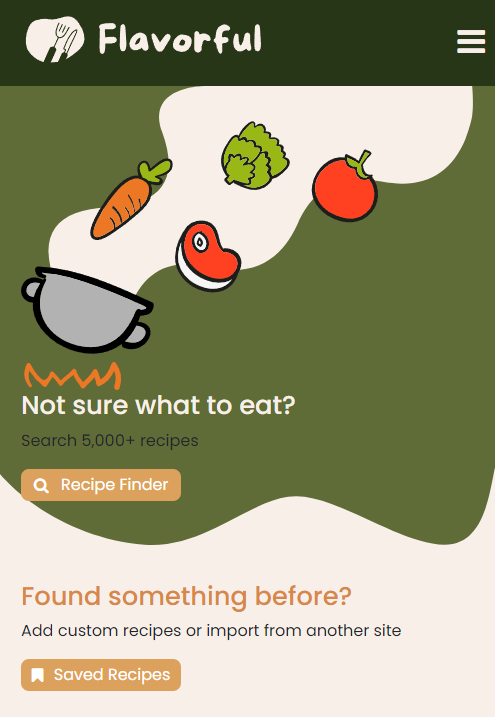 Flavorful
Not sure what to eat?
Search 5,000+ recipes
Recipe Finder
Found something before?
Add custom recipes or import from another site
Saved Recipes